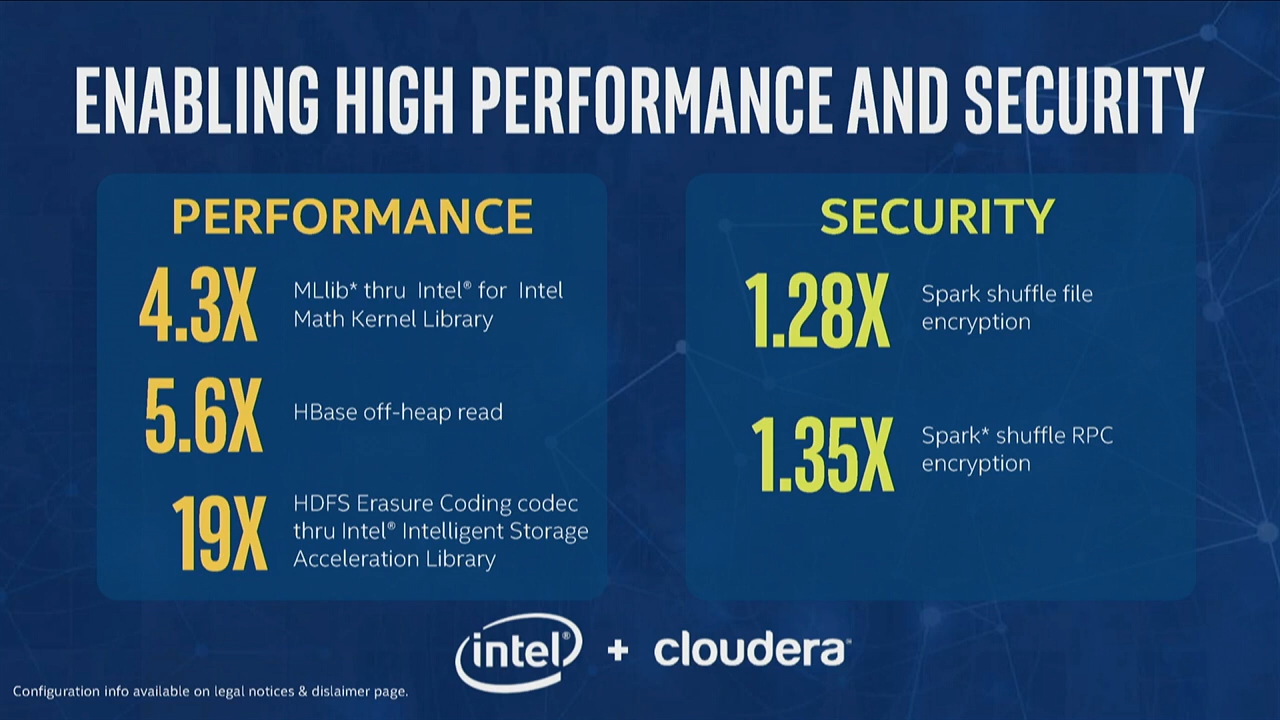 ENABLING HIGH PERFORMANCE AND SECURITY
PERFORMANCE
4.3X
MLlib* thru Intel® for Intel
Math Kernel Library
5.6X
HBase off-heap read
19X
HDFS Erasure Coding codec
thru Intel® Intelligent Storage
Acceleration Library
SECURITY
1.28X
Spark shuffle file
encryption
1.35X
Spark* shuffle RPC
encryption
intel® + cloudera™
Configuration info available on legal notices & dislaimer page.